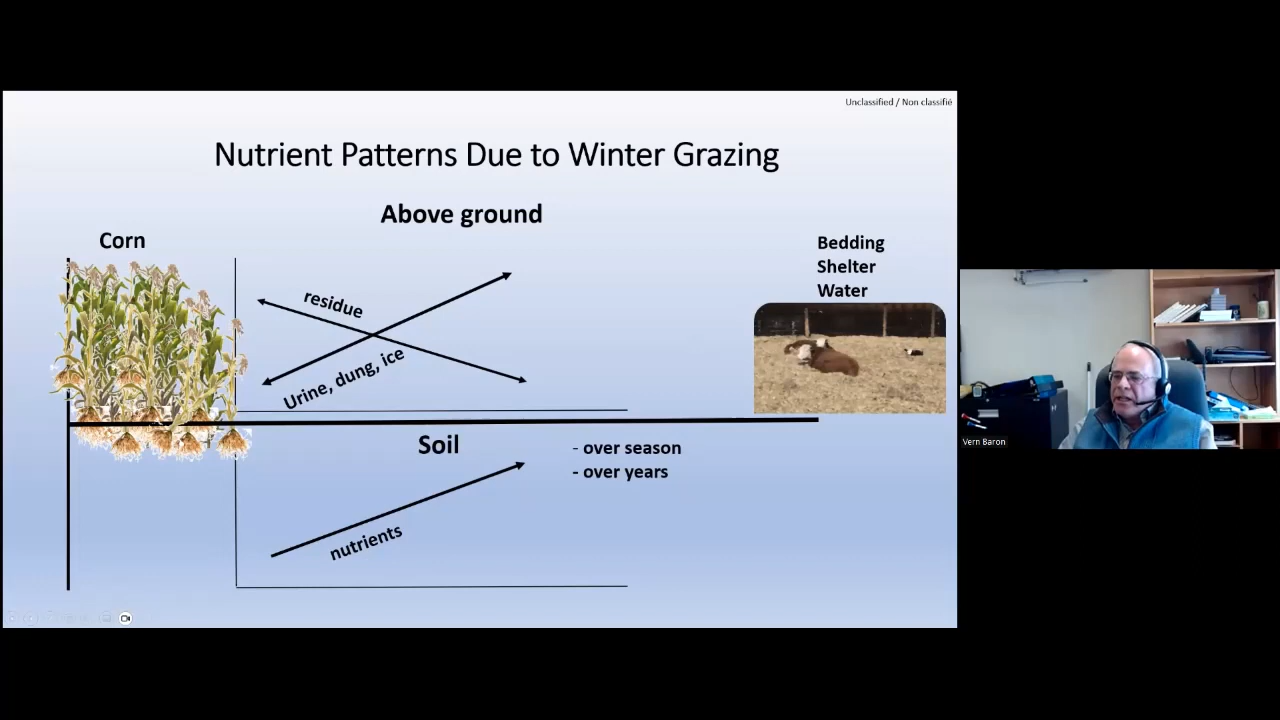 Unclassified / Non classifié
Nutrient Patterns Due to Winter Grazing
Above ground
Corn
Bedding
Shelter
Water
residue
Urine, dung, ice
Soil
- over season
- over years
nutrients
Vern Baron